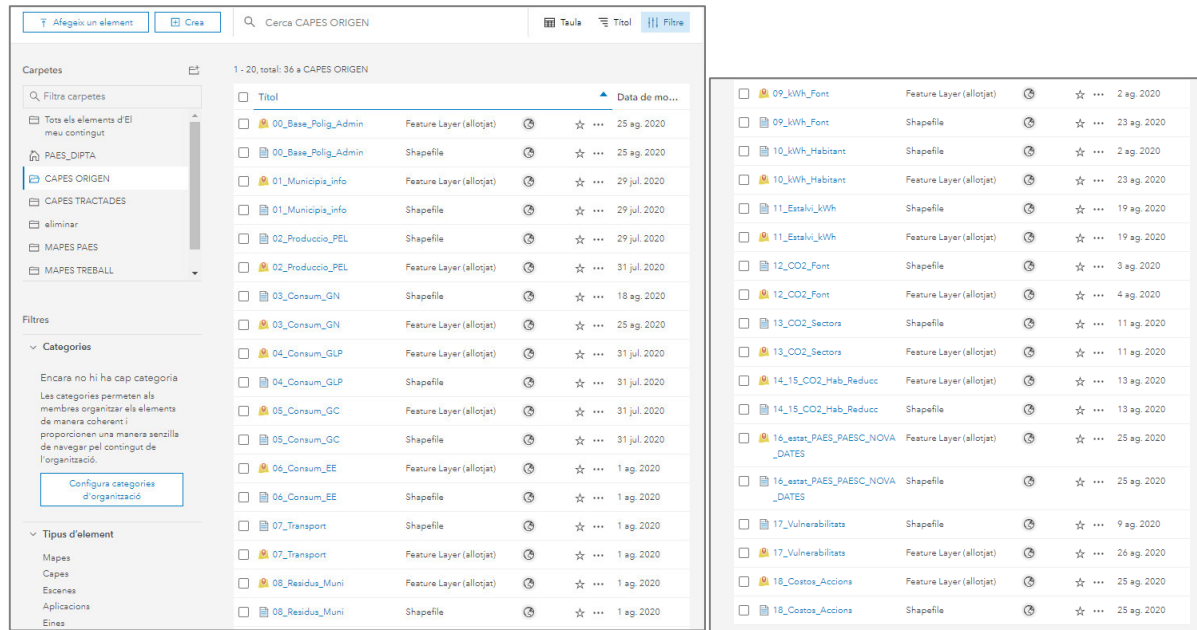 Afegeix un element
Crea
Cerca CAPES ORIGEN
Taula
Títol
Filtre
Carpetes
Filtra carpetes
Tots els elements d'El
meu contingut
PAES_DIPTA
CAPES ORIGEN
CAPES TRACTADES
eliminar
MAPES PAES
MAPES TREBALL
Filtres
Categories
Encara no hi ha cap categoria
Les categories permeten als
membres organitzar els elements
de manera coherent i
proporcionen una manera senzilla
de navegar pel contingut de
l'organització.
Configura categories
d'organització
Tipus d'element
Mapes
Capes
Escenes
Aplicacions
Eines
1 - 20, total: 36 a CAPES ORIGEN
Títol Data de mo...
00_Base_Polig_Admin Feature Layer (allotjat) 25 ag. 2020
00_Base_Polig_Admin Shapefile 25 ag. 2020
01_Municipis_info Feature Layer (allotjat) 29 jul. 2020
01_Municipis_info Shapefile 29 jul. 2020
02_Produccio_PEL Shapefile 29 jul. 2020
02_Produccio_PEL Feature Layer (allotjat) 31 jul. 2020
03_Consum_GN Shapefile 18 ag. 2020
03_Consum_GN Feature Layer (allotjat) 25 ag. 2020
04_Consum_GLP Feature Layer (allotjat) 31 jul. 2020
04_Consum_GLP Shapefile 31 jul. 2020
05_Consum_GC Feature Layer (allotjat) 31 jul. 2020
05_Consum_GC Shapefile 31 jul. 2020
06_Consum_EE Feature Layer (allotjat) 1 ag. 2020
06_Consum_EE Shapefile 1 ag. 2020
07_Transport Shapefile 1 ag. 2020
07_Transport Feature Layer (allotjat) 1 ag. 2020
08_Residus_Muni Feature Layer (allotjat) 1 ag. 2020
08_Residus_Muni Shapefile 1 ag. 2020
09_kWh_Font Feature Layer (allotjat) 2 ag. 2020
09_kWh_Font Shapefile 23 ag. 2020
10_kWh_Habitant Shapefile 2 ag. 2020
10_kWh_Habitant Feature Layer (allotjat) 23 ag. 2020
11_Estalvi_kWh Shapefile 19 ag. 2020
11_Estalvi_kWh Feature Layer (allotjat) 19 ag. 2020
12_CO2_Font Shapefile 3 ag. 2020
12_CO2_Font Feature Layer (allotjat) 4 ag. 2020
13_CO2_Sectors Shapefile 11 ag. 2020
13_CO2_Sectors Feature Layer (allotjat) 11 ag. 2020
14_15_CO2_Hab_Reducc Feature Layer (allotjat) 13 ag. 2020
14_15_CO2_Hab_Reducc Shapefile 13 ag. 2020
16_estat_PAES_PAESC_NOVA Feature Layer (allotjat) 25 ag. 2020
_DATES
16_estat_PAES_PAESC_NOVA Shapefile 25 ag. 2020
_DATES
17_Vulnerabilitats Shapefile 9 ag. 2020
17_Vulnerabilitats Feature Layer (allotjat) 26 ag. 2020
18_Costos_Accions Feature Layer (allotjat) 25 ag. 2020
18_Costos_Accions Shapefile 25 ag. 2020